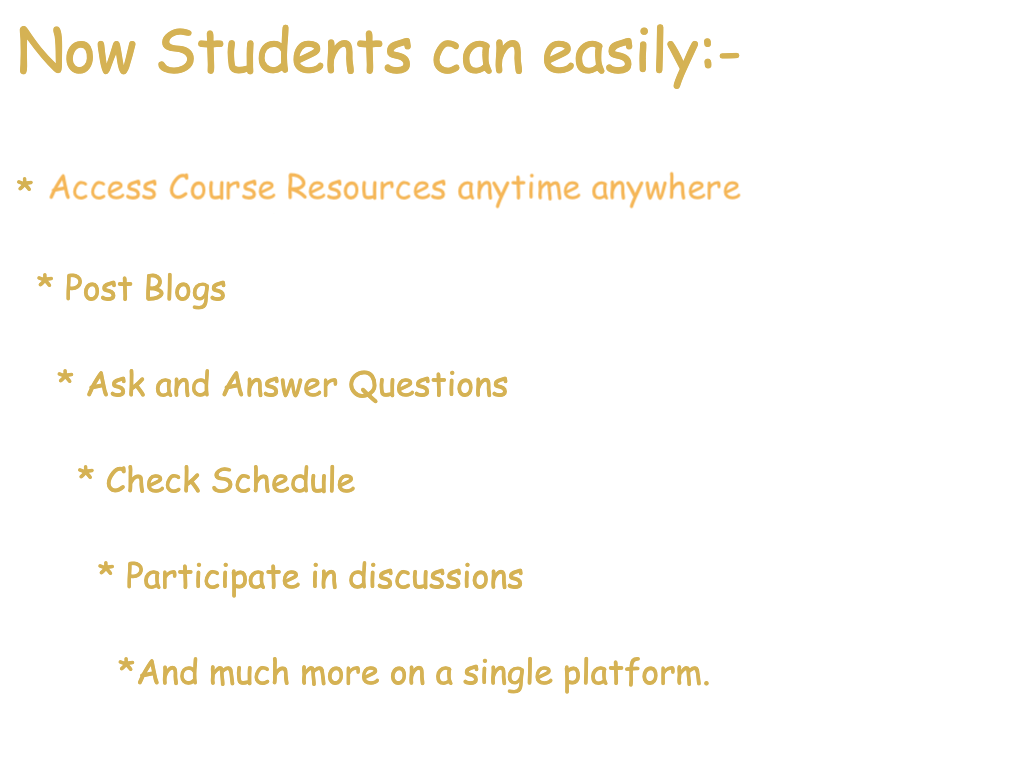 Now Students can easily:-
* Access Course Resources anytime anywhere
* Post Blogs
* Ask and Answer Questions
* Check Schedule
* Participate in discussions
*And much more on a single platform.